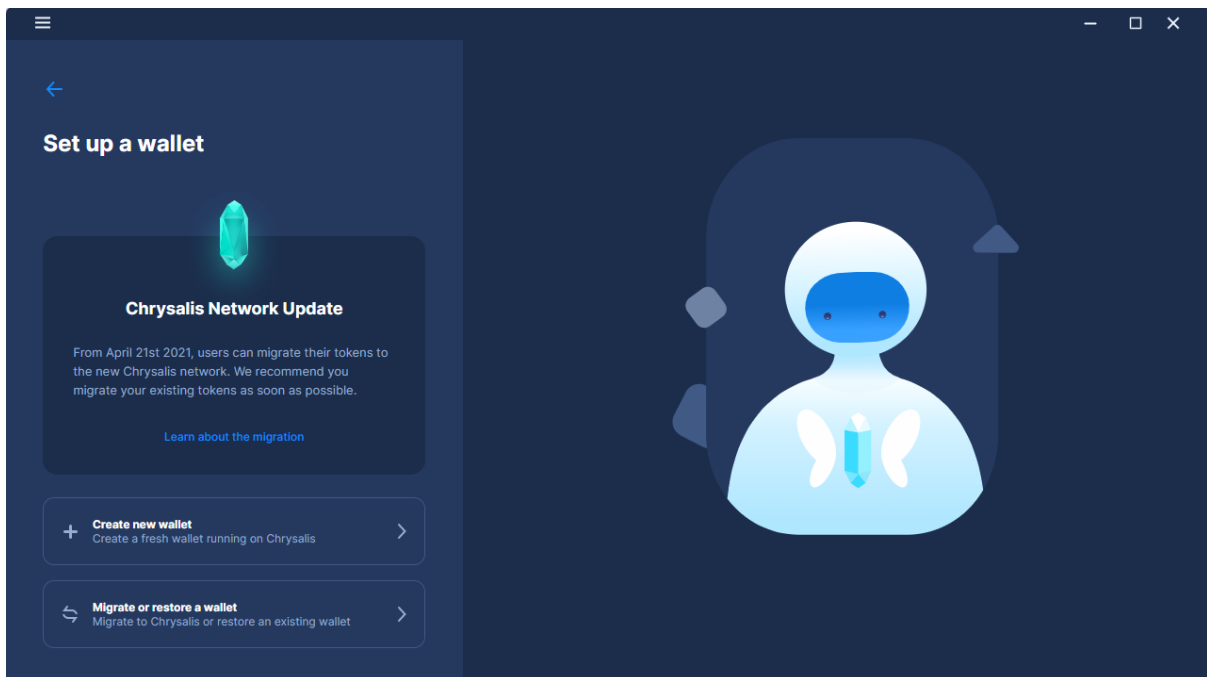 Set up a wallet
Chrysalis Network Update
From April 21st 2021, users can migrate their tokens to
the new Chrysalis network. We recommend you
migrate your existing tokens as soon as possible.
Learn about the migration
Create new wallet
Create a fresh wallet running on Chrysalis
Migrate or restore a wallet
Migrate to Chrysalis or restore an existing wallet